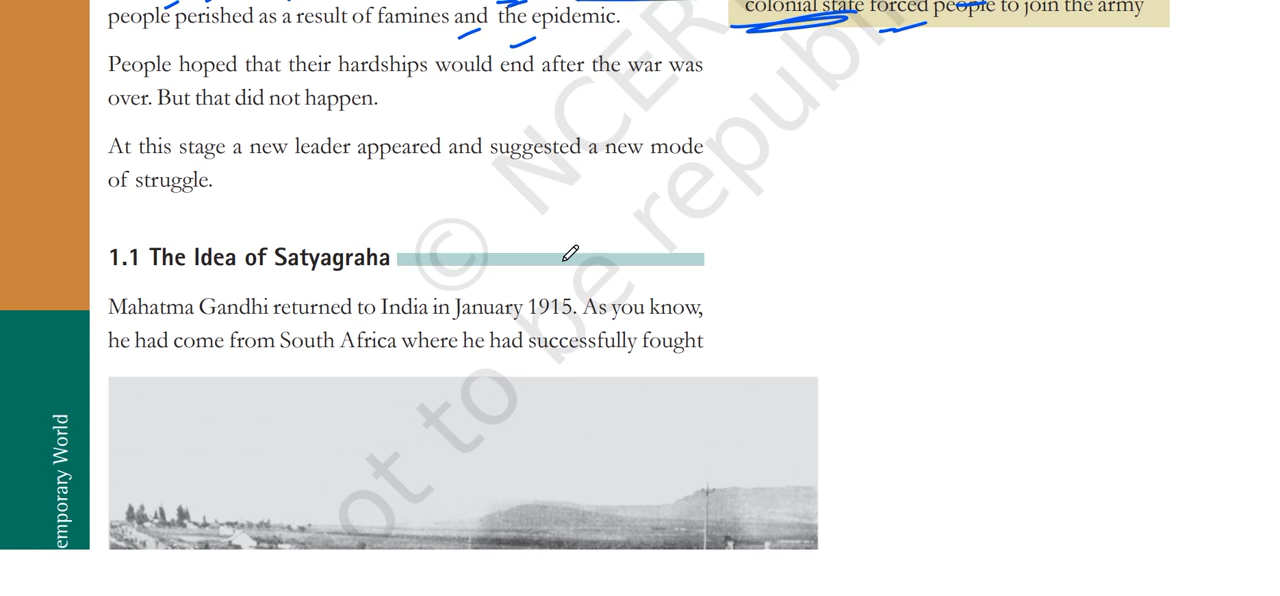 people perished as a result of famines and the epidemic.
colonial state forced people to join the army
People hoped that their hardships would end after the war was
over. But that did not happen.
At this stage a new leader appeared and suggested a new mode
of struggle.
1.1 The Idea of Satyagraha
Mahatma Gandhi returned to India in January 1915. As you know,
he had come from South Africa where he had successfully fought
emporary World
© NCER
ot to be republi